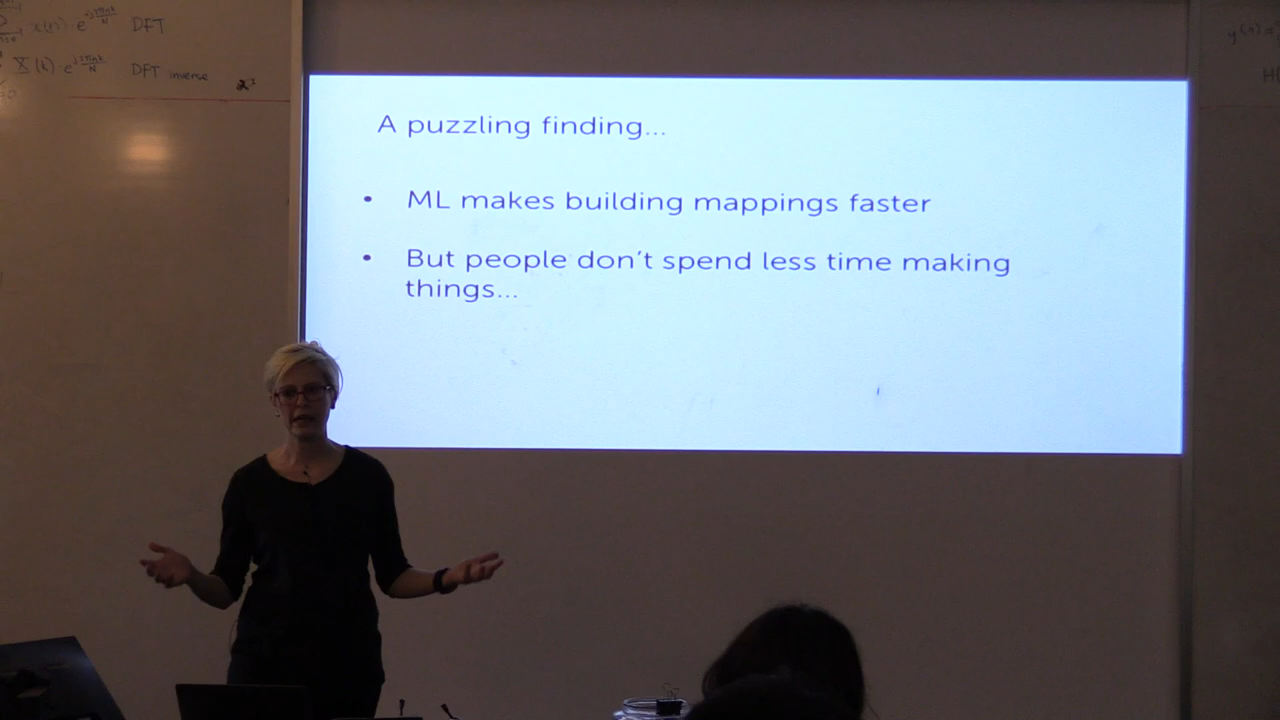 DFT
DFT inverse
A puzzling finding...
• ML makes building mappings faster
• But people don't spend less time making
things...